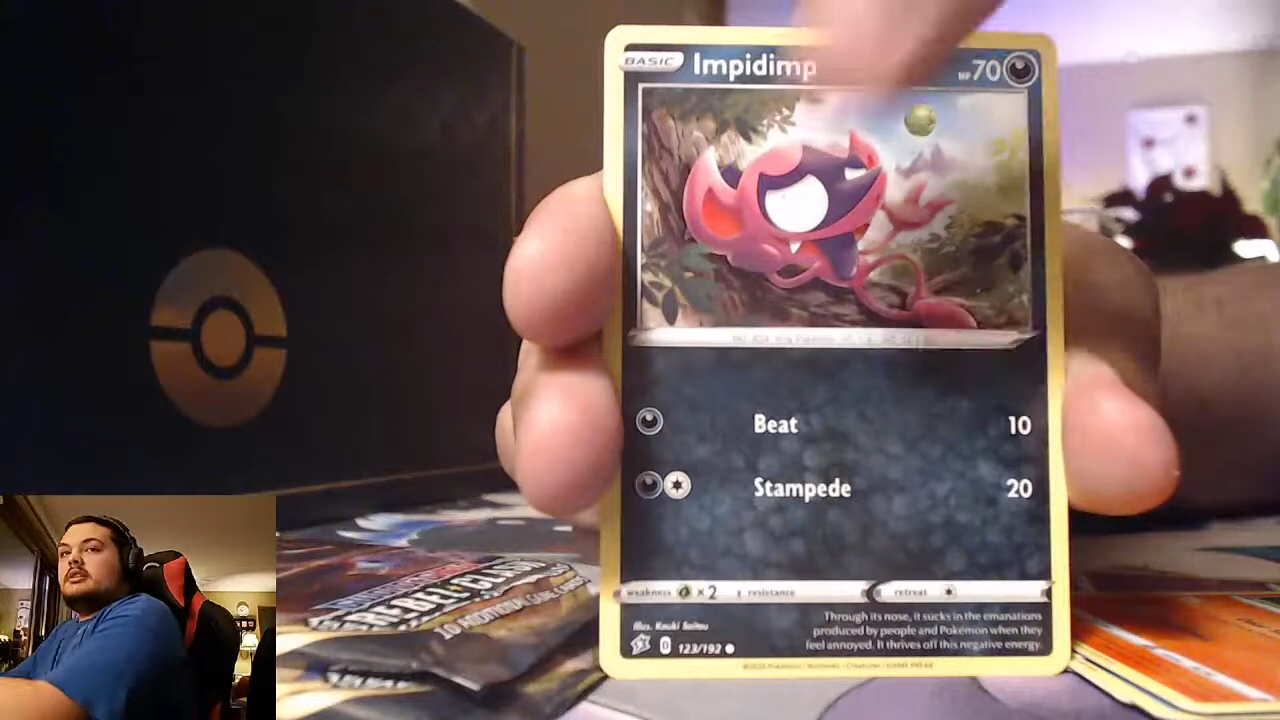 BASIC Impidimp HP 70
Beat 10
Stampede 20
weakness ×2 resistance retreat
Through its nose, it sucks in the emanations
produced by people and Pokémon when they
feel annoyed. It thrives off this negative energy.
Illus. Kouki Saitou
123/192
REBEL CLASH
10 ADDITIONAL GAME CARDS